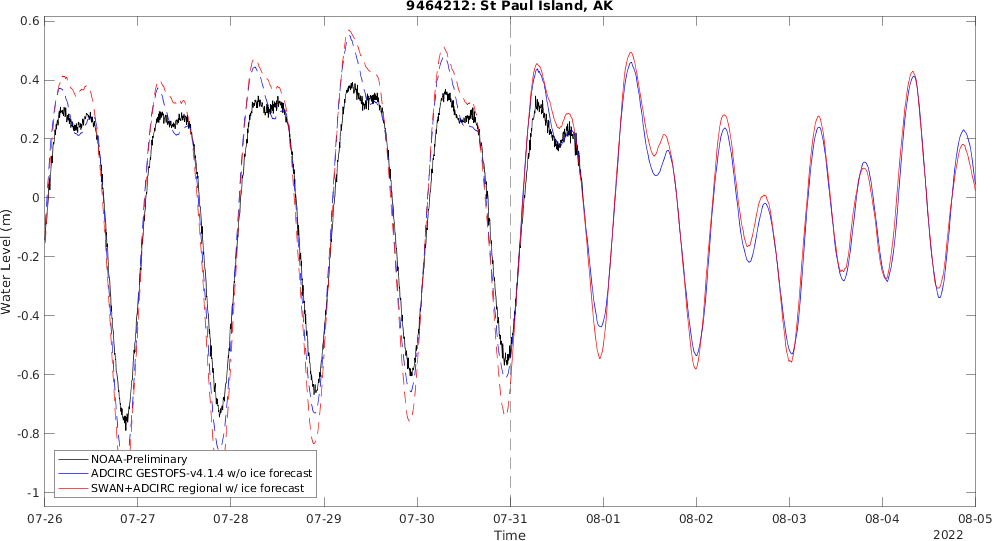 9464212: St Paul Island, AK
0.6
0.4
0.2
0
-0.2
-0.4
-0.6
-0.8
-1
Water Level (m)
NOAA-Preliminary
ADCIRC GESTOFS-v4.1.4 w/o ice forecast
SWAN+ADCIRC regional w/ ice forecast
07-26 07-27 07-28 07-29 07-30 07-31 08-01 08-02 08-03 08-04 08-05
Time
2022